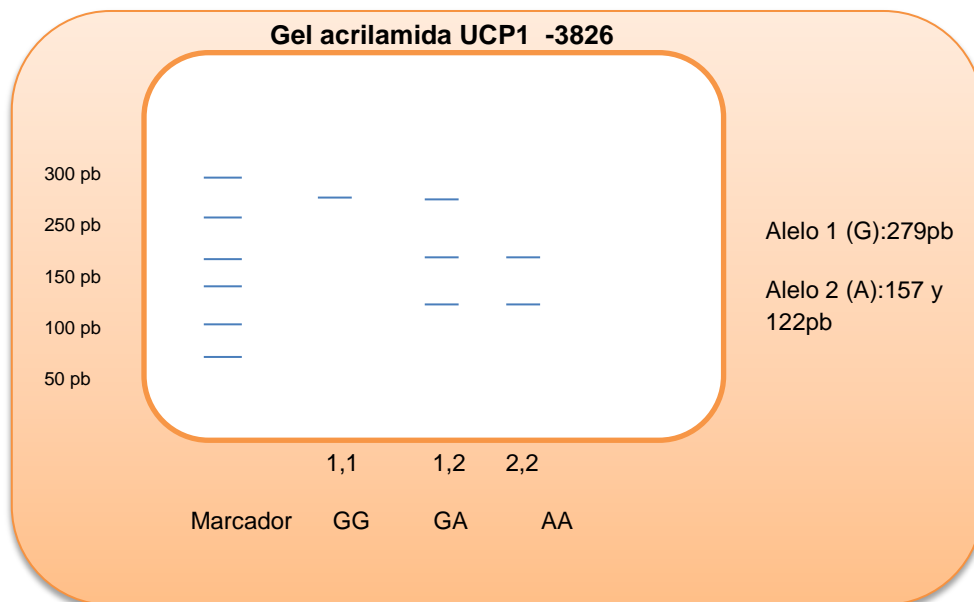 Gel acrilamida UCP1 -3826
300 pb
250 pb
150 pb
100 pb
50 pb
Alelo 1 (G):279pb
Alelo 2 (A):157 y
122pb
1,1 1,2 2,2
Marcador GG GA AA